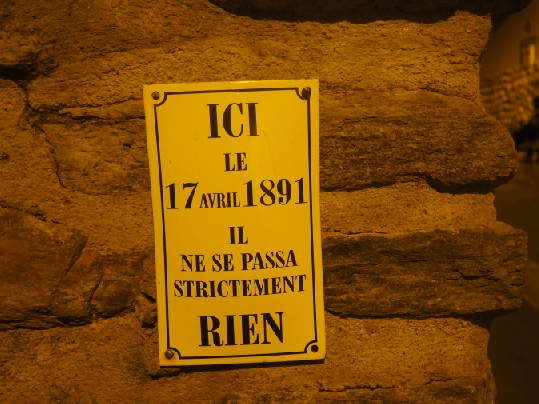 ICI
LE
17 AVRIL 1891
IL
NE SE PASSA
STRICTEMENT
RIEN